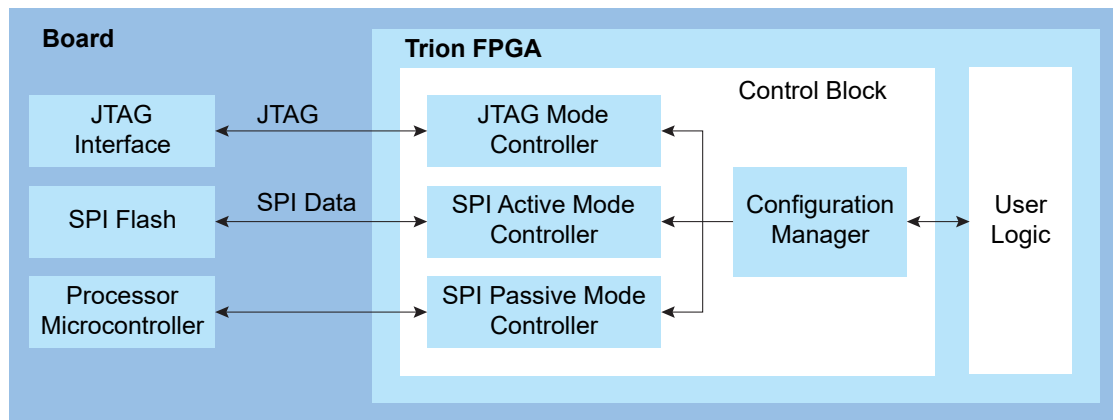 Board
Trion FPGA
Control Block
JTAG
Interface
JTAG
JTAG Mode
Controller
SPI Flash
SPI Data
SPI Active Mode
Controller
Configuration
Manager
User
Logic
Processor
Microcontroller
SPI Passive Mode
Controller